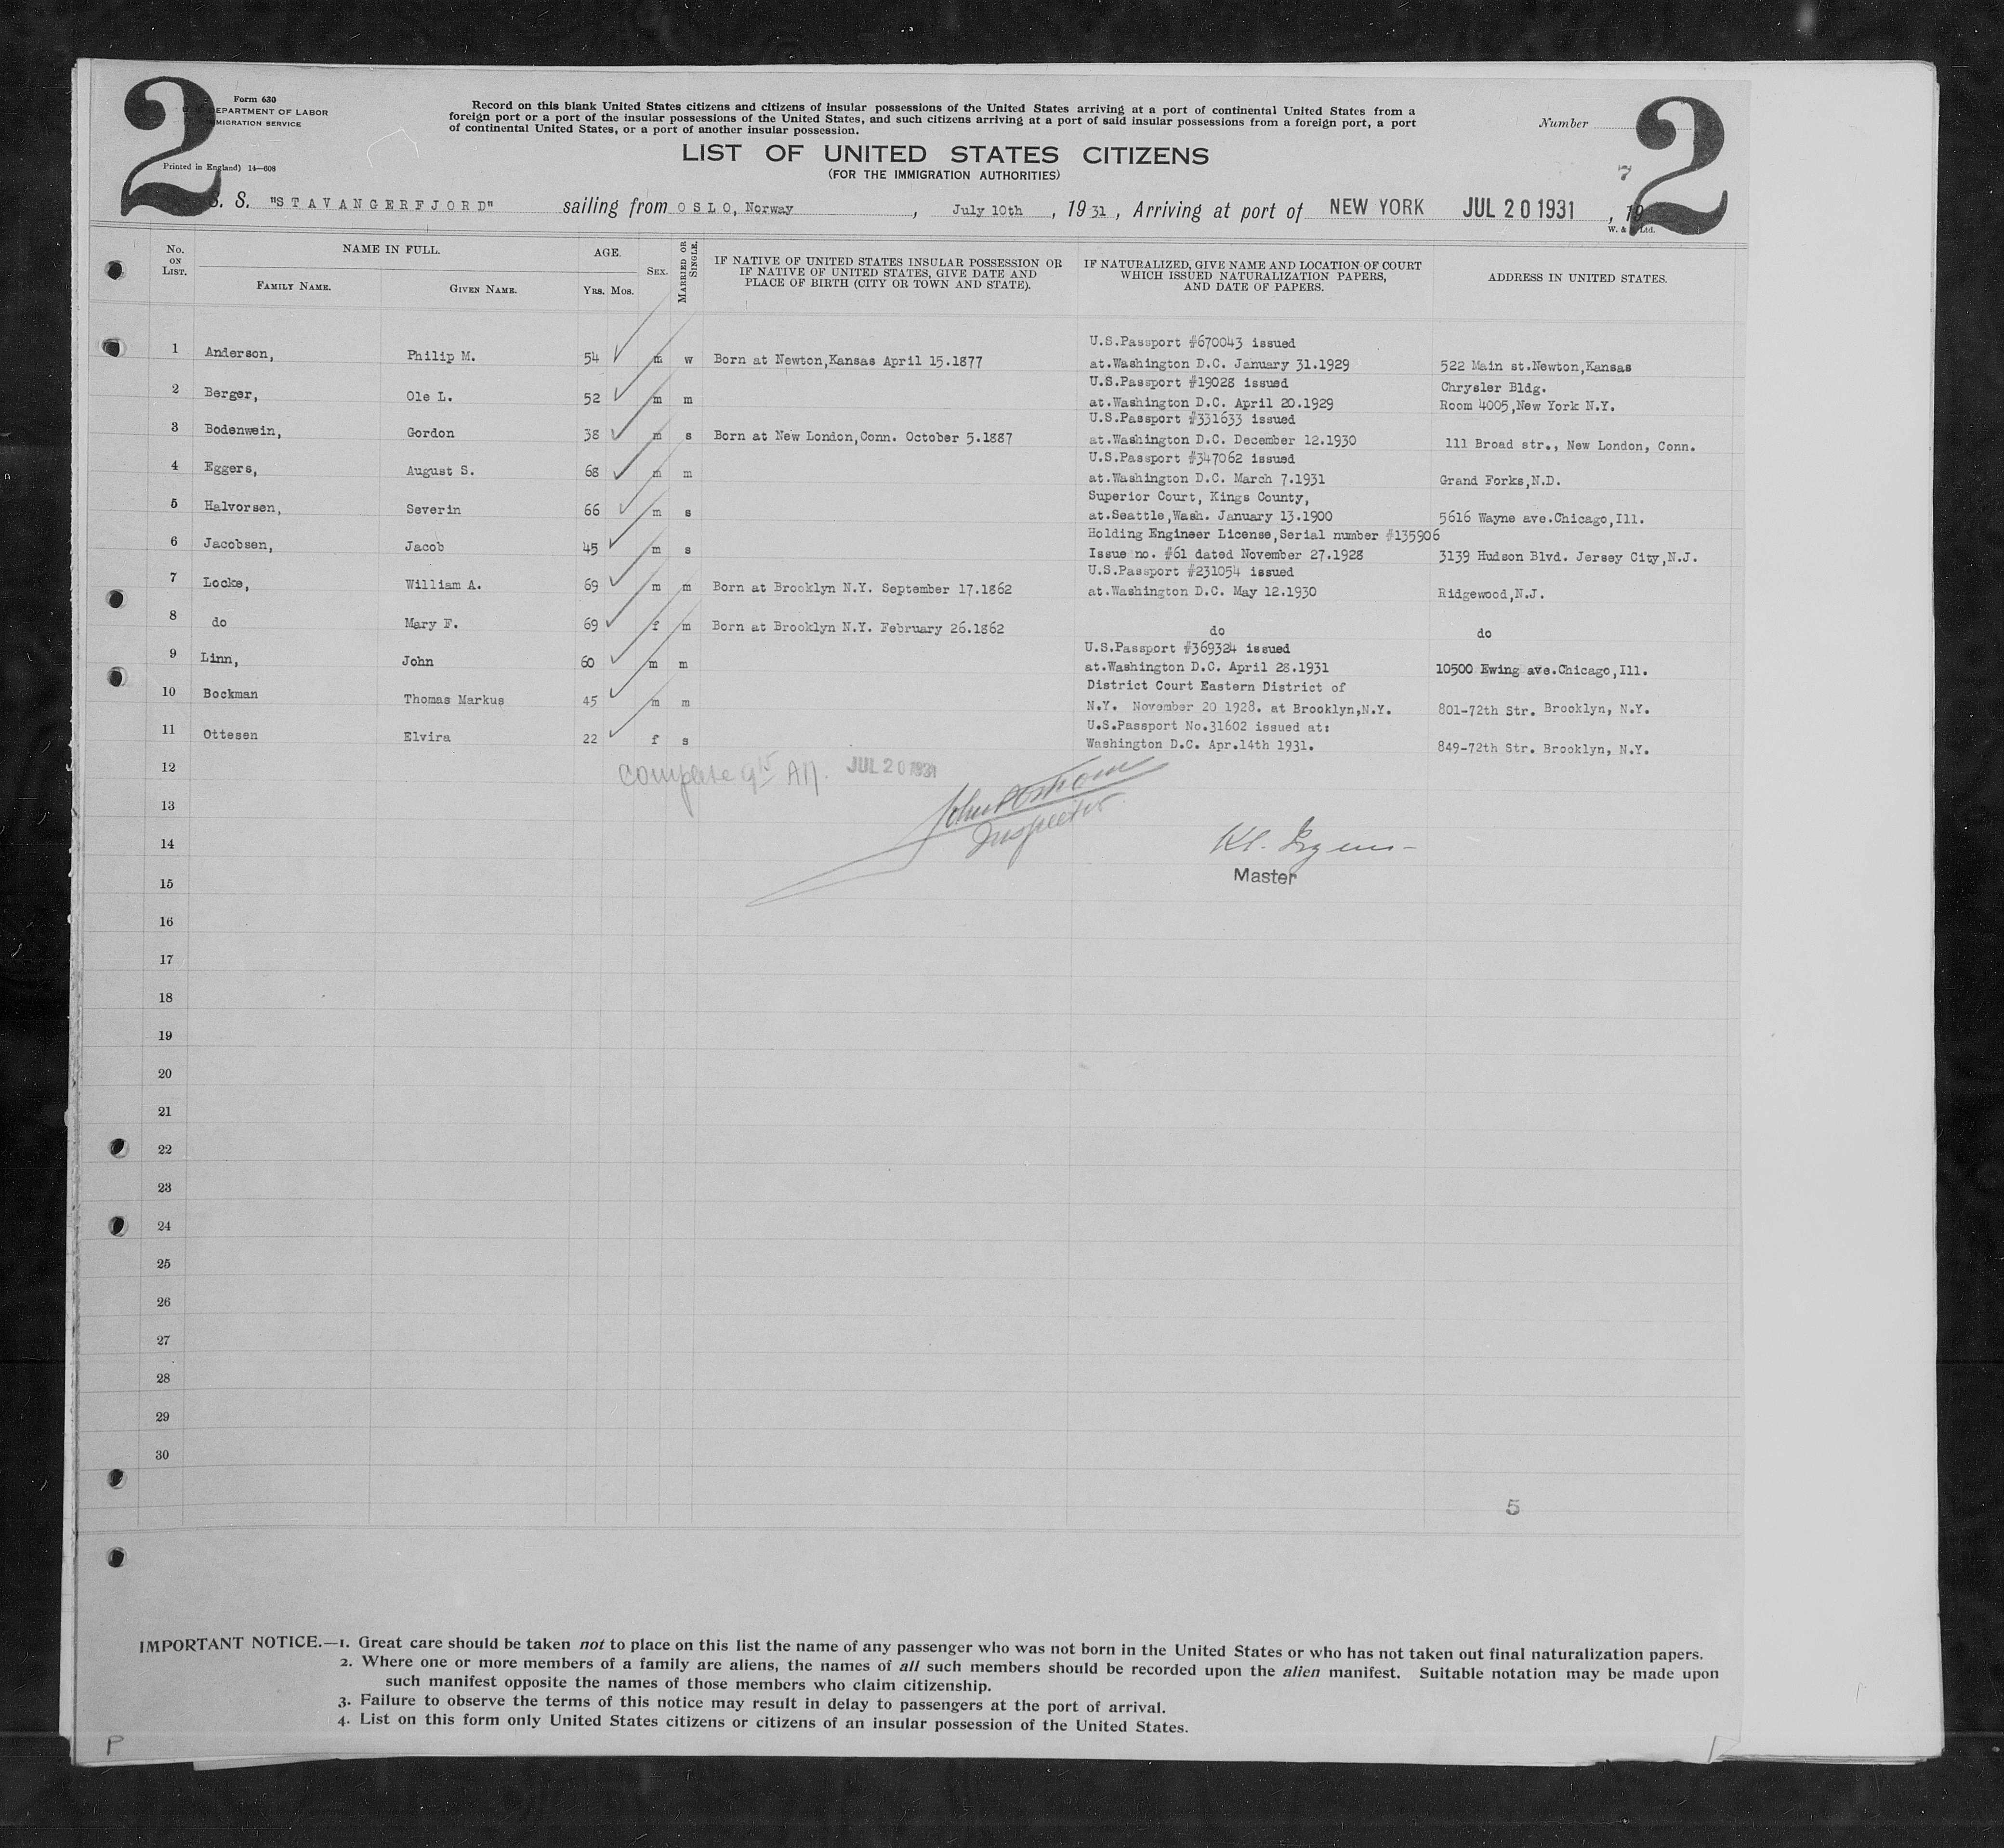 2 2
Form 630
U. S. DEPARTMENT OF LABOR
IMMIGRATION SERVICE
Printed in England) 14—608
Record on this blank United States citizens and citizens of insular possessions of the United States arriving at a port of continental United States from a
foreign port or a port of the insular possessions of the United States, and such citizens arriving at a port of said insular possessions from a foreign port, a port
of continental United States, or a port of another insular possession.
Number
LIST OF UNITED STATES CITIZENS
(FOR THE IMMIGRATION AUTHORITIES)
7
S. S. "STAVANGERFJORD" sailing from OSLO, Norway, July 10th, 1931, Arriving at port of NEW YORK JUL 20 1931, 19
W. & Ltd.
No. ON LIST. NAME IN FULL. FAMILY NAME. GIVEN NAME. AGE. YRS. MOS. SEX. MARRIED OR SINGLE. IF NATIVE OF UNITED STATES INSULAR POSSESSION OR IF NATIVE OF UNITED STATES, GIVE DATE AND PLACE OF BIRTH (CITY OR TOWN AND STATE). IF NATURALIZED, GIVE NAME AND LOCATION OF COURT WHICH ISSUED NATURALIZATION PAPERS, AND DATE OF PAPERS. ADDRESS IN UNITED STATES.
U.S.Passport #670043 issued
1 Anderson, Philip M. 54 m w Born at Newton,Kansas April 15.1877 at.Washington D.C. January 31.1929 522 Main st.Newton,Kansas
U.S.Passport #19028 issued Chrysler Bldg.
2 Berger, Ole L. 52 m m at.Washington D.C. April 20.1929 Room 4005,New York N.Y.
U.S.Passport #331633 issued
3 Bodenwein, Gordon 38 m s Born at New London,Conn. October 5.1887 at.Washington D.C. December 12.1930 111 Broad str., New London, Conn.
U.S.Passport #347062 issued
4 Eggers, August S. 68 m m at.Washington D.C. March 7.1931 Grand Forks,N.D.
Superior Court, Kings County,
5 Halvorsen, Severin 66 m s at.Seattle,Wash. January 13.1900 5616 Wayne ave.Chicago,Ill.
Holding Engineer License,Serial number #135906
6 Jacobsen, Jacob 45 m s Issue no. #61 dated November 27.1928 3139 Hudson Blvd. Jersey City,N.J.
U.S.Passport #231054 issued
7 Locke, William A. 69 m m Born at Brooklyn N.Y. September 17.1862 at.Washington D.C. May 12.1930 Ridgewood,N.J.
8 do Mary F. 69 f m Born at Brooklyn N.Y. February 26.1862 do do
U.S.Passport #369324 issued
9 Linn, John 60 m m at.Washington D.C. April 28.1931 10500 Ewing ave.Chicago,Ill.
District Court Eastern District of
10 Bockman Thomas Markus 45 m m N.Y. November 20 1928. at Brooklyn,N.Y. 801-72th Str. Brooklyn, N.Y.
U.S.Passport No.31602 issued at:
11 Ottesen Elvira 22 f s Washington D.C. Apr.14th 1931. 849-72th Str. Brooklyn, N.Y.
12 Complete 9 15 AM. JUL 20 1931
13
Inspector
14
15 Master
16
17
18
19
20
21
22
23
24
25
26
27
28
29
30
5
IMPORTANT NOTICE.—1. Great care should be taken not to place on this list the name of any passenger who was not born in the United States or who has not taken out final naturalization papers.
2. Where one or more members of a family are aliens, the names of all such members should be recorded upon the alien manifest. Suitable notation may be made upon
such manifest opposite the names of those members who claim citizenship.
3. Failure to observe the terms of this notice may result in delay to passengers at the port of arrival.
4. List on this form only United States citizens or citizens of an insular possession of the United States.
P